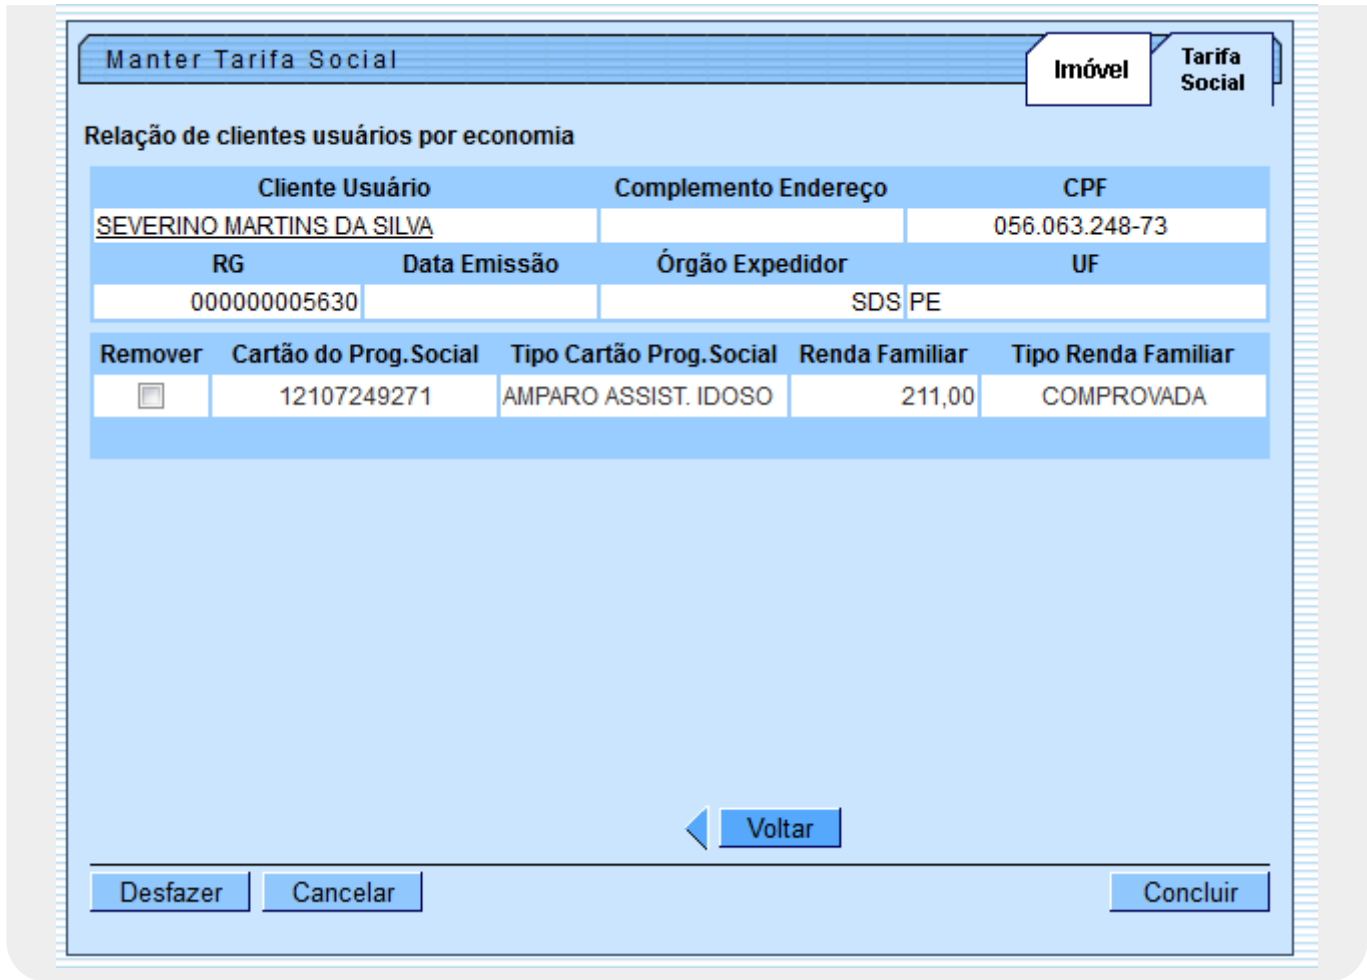 Manter Tarifa Social
Imóvel
Tarifa
Social
Relação de clientes usuários por economia
Cliente Usuário Complemento Endereço CPF
SEVERINO MARTINS DA SILVA 056.063.248-73
RG Data Emissão Órgão Expedidor UF
000000005630 SDS PE
Remover Cartão do Prog.Social Tipo Cartão Prog.Social Renda Familiar Tipo Renda Familiar
12107249271 AMPARO ASSIST. IDOSO 211,00 COMPROVADA
Voltar
Desfazer Cancelar Concluir